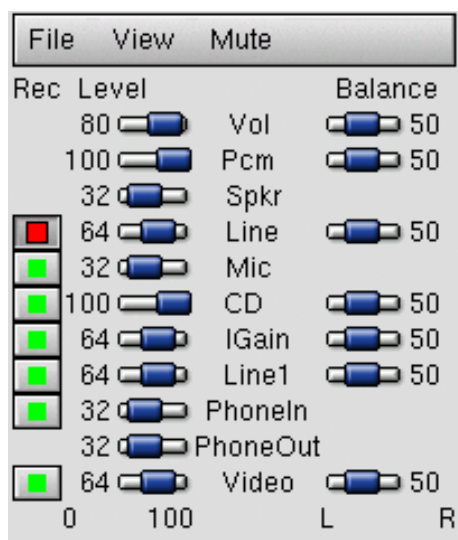 File View Mute
Rec Level Balance
80 Vol 50
100 Pcm 50
32 Spkr
64 Line 50
32 Mic
100 CD 50
64 IGain 50
64 Line1 50
32 PhoneIn
32 PhoneOut
64 Video 50
0 100 L R